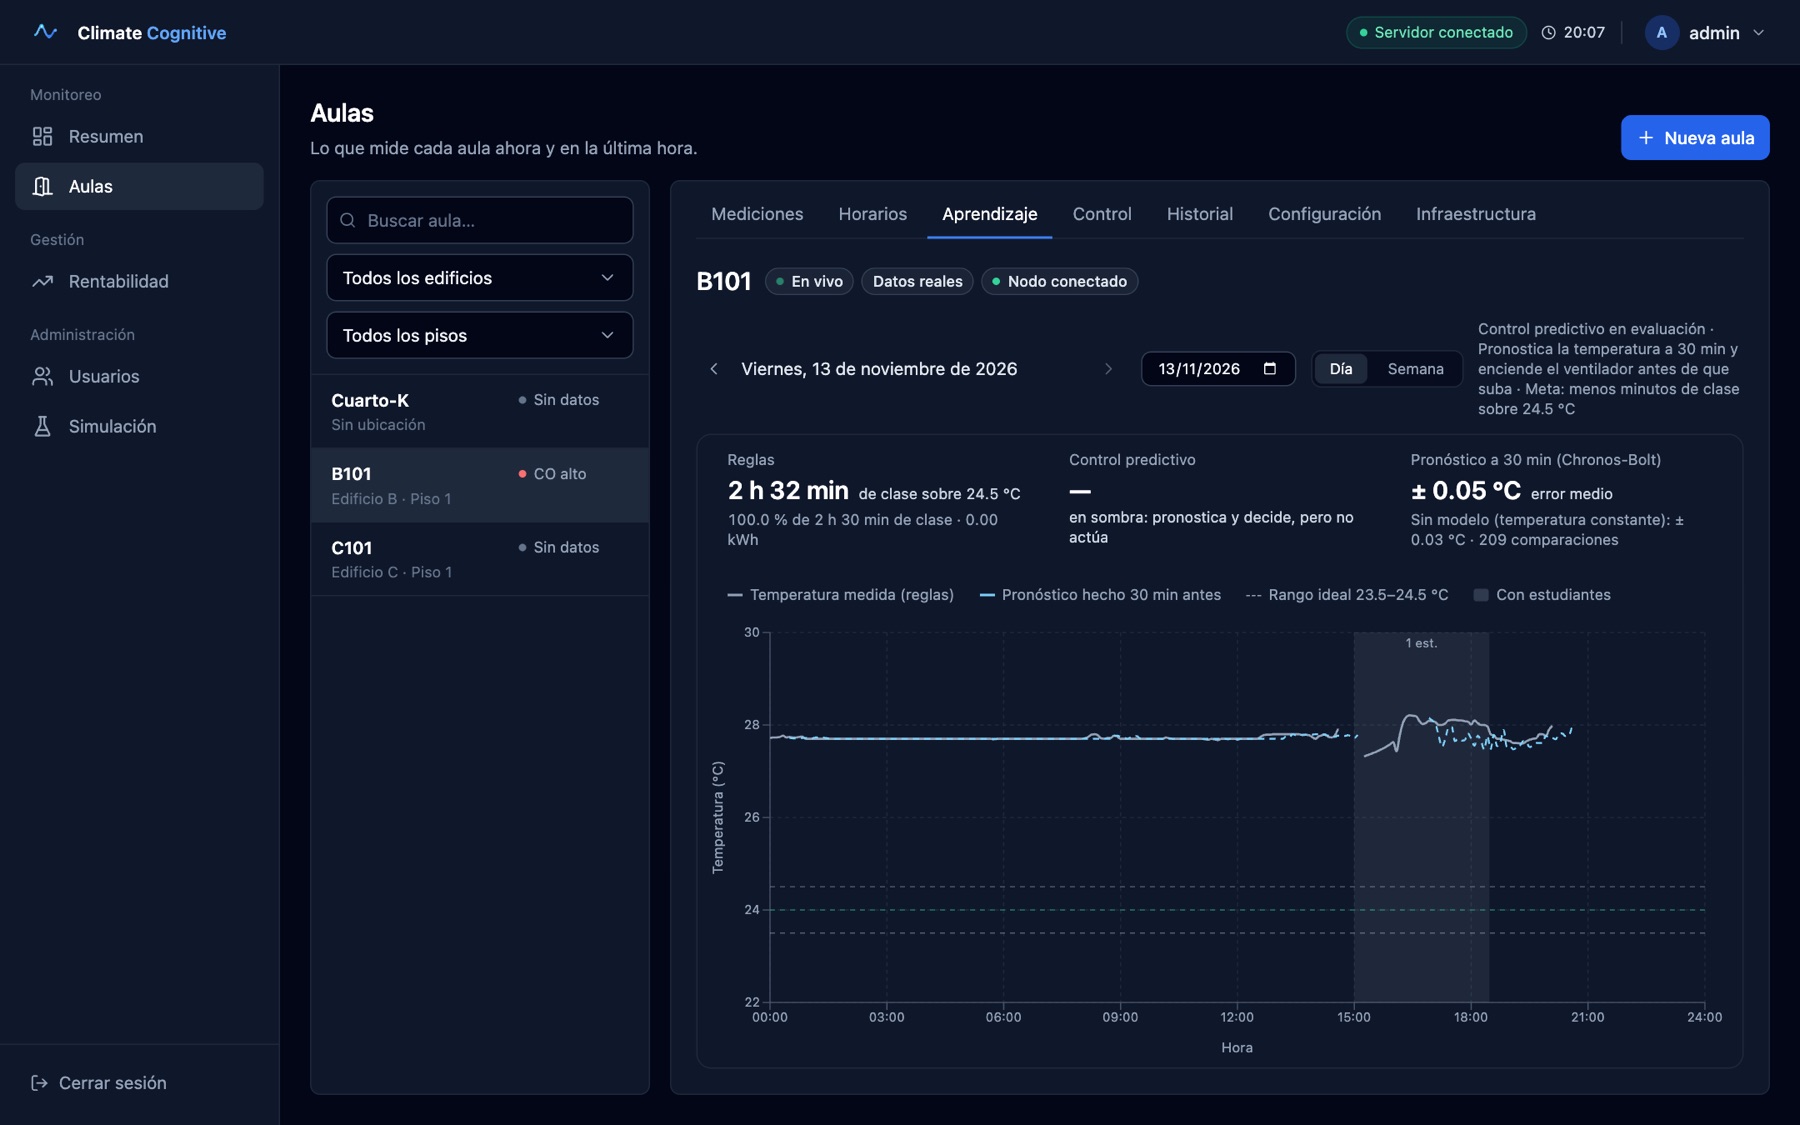 Climate Cognitive
Servidor conectado
20:07
A
admin
Monitoreo
Resumen
Aulas
Gestión
Rentabilidad
Administración
Usuarios
Simulación
Cerrar sesión
Aulas
Lo que mide cada aula ahora y en la última hora.
+ Nueva aula
Buscar aula...
Todos los edificios
Todos los pisos
Cuarto-K
Sin datos
Sin ubicación
B101
CO alto
Edificio B · Piso 1
C101
Sin datos
Edificio C · Piso 1
Mediciones
Horarios
Aprendizaje
Control
Historial
Configuración
Infraestructura
B101
En vivo
Datos reales
Nodo conectado
Viernes, 13 de noviembre de 2026
13/11/2026
Día
Semana
Control predictivo en evaluación ·
Pronostica la temperatura a 30 min y
enciende el ventilador antes de que
suba · Meta: menos minutos de clase
sobre 24.5 °C
Reglas
2 h 32 min de clase sobre 24.5 °C
100.0 % de 2 h 30 min de clase · 0.00
kWh
Control predictivo
—
en sombra: pronostica y decide, pero no
actúa
Pronóstico a 30 min (Chronos-Bolt)
± 0.05 °C error medio
Sin modelo (temperatura constante): ±
0.03 °C · 209 comparaciones
Temperatura medida (reglas)
Pronóstico hecho 30 min antes
Rango ideal 23.5–24.5 °C
Con estudiantes
1 est.
30
28
26
24
22
Temperatura (°C)
00:00
03:00
06:00
09:00
12:00
15:00
18:00
21:00
24:00
Hora